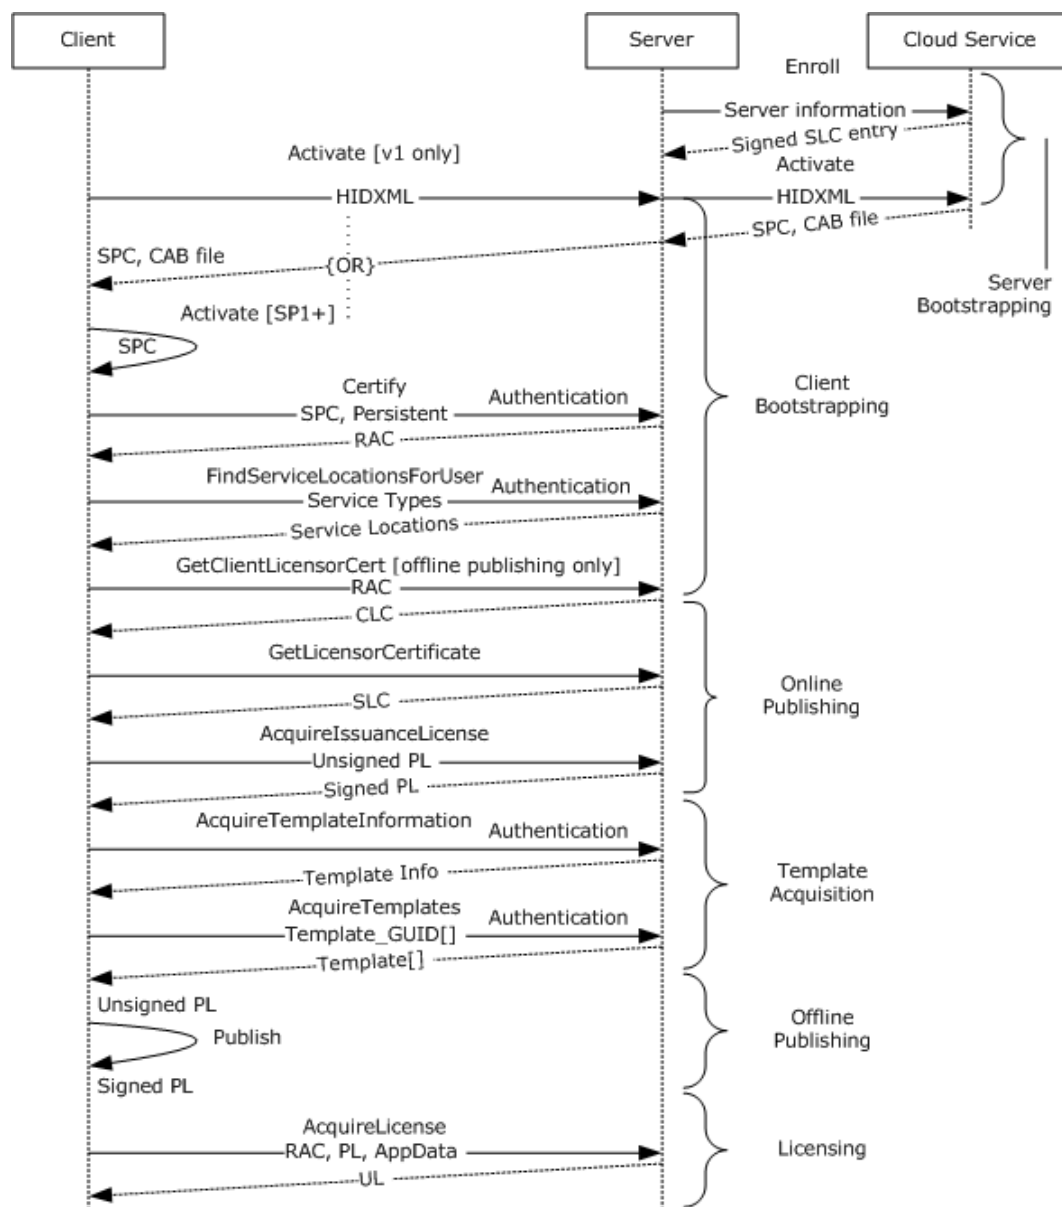 Client
Server
Cloud Service
Enroll
Server information
Signed SLC entry
Activate [v1 only]
Activate
HIDXML
HIDXML
SPC, CAB file
SPC, CAB file
{OR}
Server
Bootstrapping
Activate [SP1+]
SPC
Client
Bootstrapping
Certify
Authentication
SPC, Persistent
RAC
FindServiceLocationsForUser
Authentication
Service Types
Service Locations
GetClientLicensorCert [offline publishing only]
RAC
CLC
GetLicensorCertificate
SLC
Online
Publishing
AcquireIssuanceLicense
Unsigned PL
Signed PL
AcquireTemplateInformation
Authentication
Template Info
Template
Acquisition
AcquireTemplates
Authentication
Template_GUID[]
Template[]
Unsigned PL
Publish
Signed PL
Offline
Publishing
AcquireLicense
RAC, PL, AppData
UL
Licensing